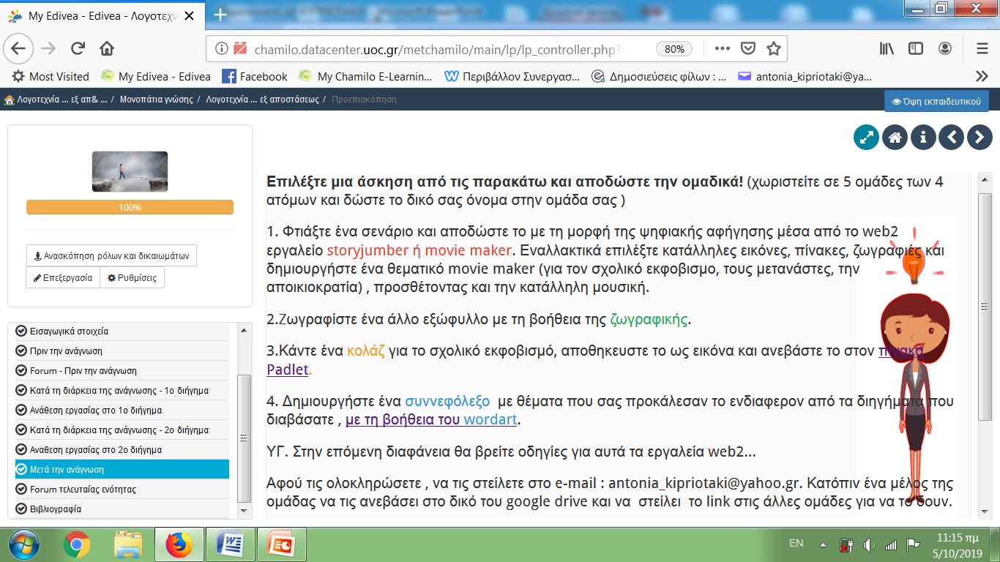 My Edivea - Edivea - Λογοτεχν
chamilo.datacenter.uoc.gr/metchamilo/main/lp/lp_controller.php?
80%
Most Visited
My Edivea - Edivea
Facebook
My Chamilo E-Learnin...
Περιβάλλον Συνεργασ...
Δημοσιεύσεις φίλων : ...
antonia_kipriotaki@ya...
Λογοτεχνία ... εξ απ& ... / Μονοπάτια γνώσης / Λογοτεχνία ... εξ αποστάσεως / Προεπισκόπηση
Όψη εκπαιδευτικού
100%
Ανασκόπηση ρόλων και δικαιωμάτων
Επεξεργασία
Ρυθμίσεις
Εισαγωγικά στοιχεία
Πριν την ανάγνωση
Forum - Πριν την ανάγνωση
Κατά τη διάρκεια της ανάγνωσης - 1ο διήγημα
Ανάθεση εργασίας στο 1ο διήγημα
Κατά τη διάρκεια της ανάγνωσης - 2ο διήγημα
Αναθεση εργασίας στο 2ο διήγημα
Μετά την ανάγνωση
Forum τελευταίας ενότητας
Βιβλιογραφία
Επιλέξτε μια άσκηση από τις παρακάτω και αποδώστε την ομαδικά! (χωριστείτε σε 5 ομάδες των 4
ατόμων και δώστε το δικό σας όνομα στην ομάδα σας )
1. Φτιάξτε ένα σενάριο και αποδώστε το με τη μορφή της ψηφιακής αφήγησης μέσα από το web2
εργαλείο storyjumber ή movie maker. Εναλλακτικά επιλέξτε κατάλληλες εικόνες, πίνακες, ζωγραφιές και
δημιουργήστε ένα θεματικό movie maker (για τον σχολικό εκφοβισμο, τους μετανάστες, την
αποικιοκρατία) , προσθέτοντας και την κατάλληλη μουσική.
2.Ζωγραφίστε ένα άλλο εξώφυλλο με τη βοήθεια της ζωγραφικής.
3.Κάντε ένα κολάζ για το σχολικό εκφοβισμό, αποθηκευστε το ως εικόνα και ανεβάστε το στον πίνακα
Padlet.
4. Δημιουργήστε ένα συννεφόλεξο με θέματα που σας προκάλεσαν το ενδιαφερον από τα διηγήματα που
διαβάσατε , με τη βοήθεια του wordart.
ΥΓ. Στην επόμενη διαφάνεια θα βρείτε οδηγίες για αυτά τα εργαλεία web2...
Αφού τις ολοκληρώσετε , να τις στείλετε στο e-mail : antonia_kipriotaki@yahoo.gr. Κατόπιν ένα μέλος της
ομάδας να τις ανεβάσει στο δικό του google drive και να στείλει το link στις άλλες ομάδες για να το δουν.
EN
11:15 πμ
5/10/2019